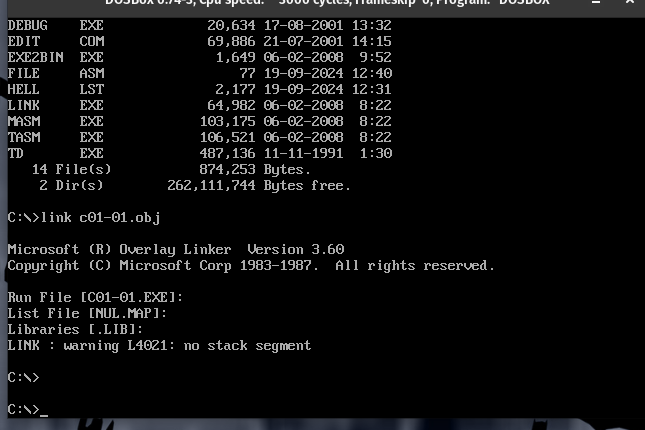 DOSBox 0.74-3, Cpu speed: 3000 cycles, Frameskip 0, Program: DOSBOX
DEBUG    EXE             20,634 17-08-2001 13:32
EDIT     COM             69,886 21-07-2001 14:15
EXE2BIN  EXE              1,649 06-02-2008  9:52
FILE     ASM                 77 19-09-2024 12:40
HELL     LST              2,177 19-09-2024 12:31
LINK     EXE             64,982 06-02-2008  8:22
MASM     EXE            103,175 06-02-2008  8:22
TASM     EXE            106,521 06-02-2008  8:22
TD       EXE            487,136 11-11-1991  1:30
   14 File(s)           874,253 Bytes.
    2 Dir(s)        262,111,744 Bytes free.
C:\>link c01-01.obj
Microsoft (R) Overlay Linker  Version 3.60
Copyright (C) Microsoft Corp 1983-1987.  All rights reserved.
Run File [C01-01.EXE]:
List File [NUL.MAP]:
Libraries [.LIB]:
LINK : warning L4021: no stack segment
C:\>
C:\>_